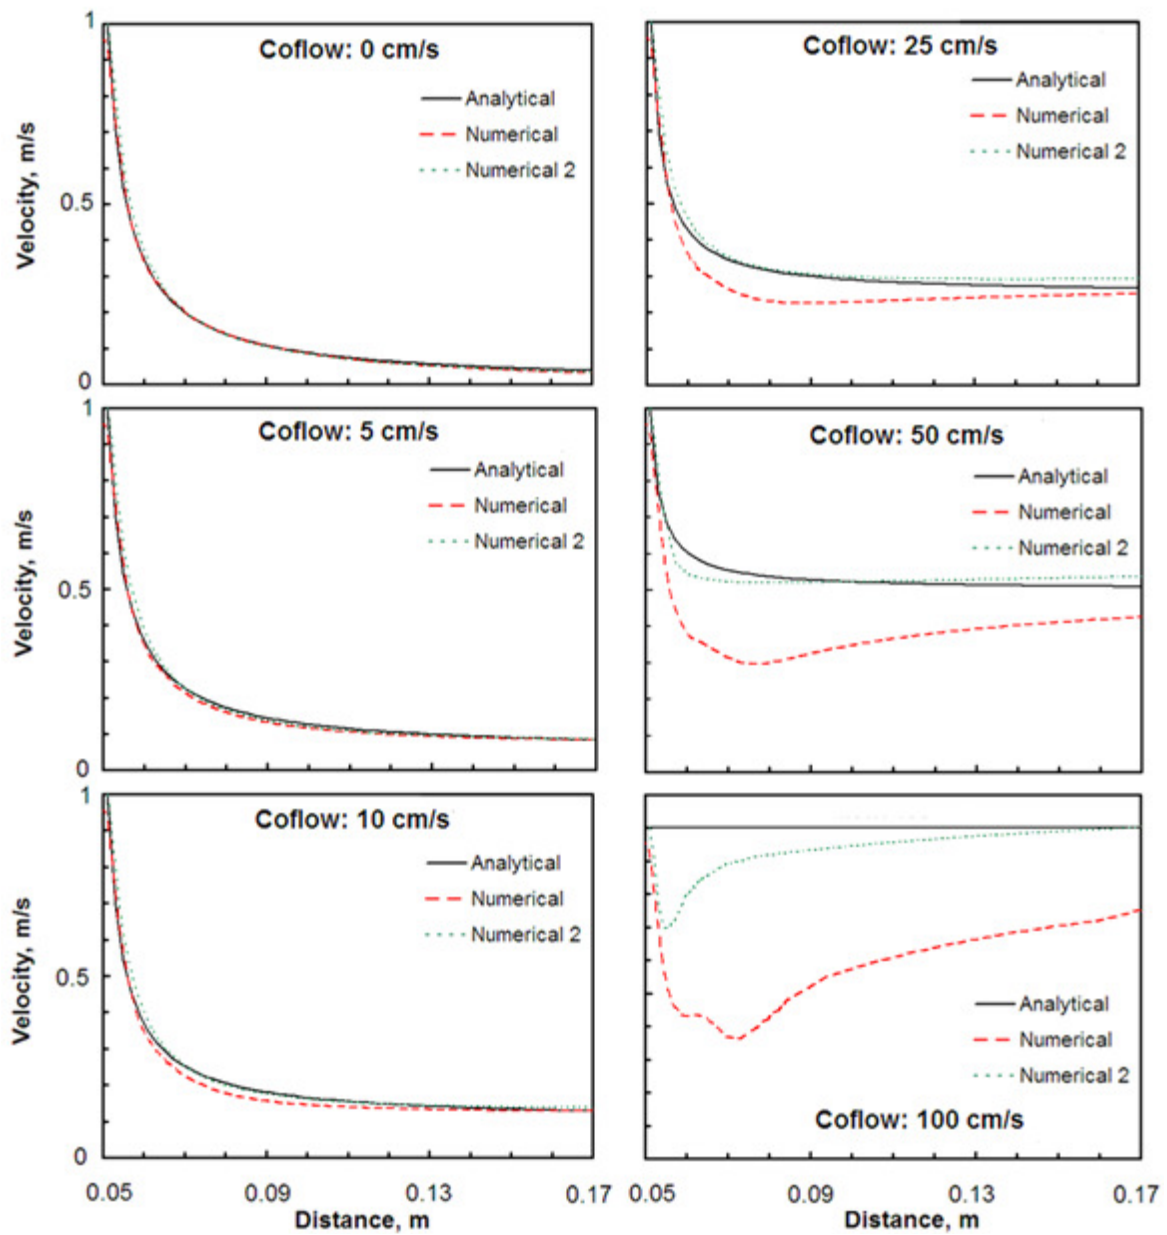 1
Coflow: 0 cm/s
Analytical
Numerical
Numerical 2
Velocity, m/s
0.5
0
Coflow: 25 cm/s
Analytical
Numerical
Numerical 2
1
Coflow: 5 cm/s
Analytical
Numerical
Numerical 2
Velocity, m/s
0.5
0
Coflow: 50 cm/s
Analytical
Numerical
Numerical 2
1
Coflow: 10 cm/s
Analytical
Numerical
Numerical 2
Velocity, m/s
0.5
0
0.05 0.09 0.13 0.17
Distance, m
Analytical
Numerical
Numerical 2
Coflow: 100 cm/s
0.05 0.09 0.13 0.17
Distance, m